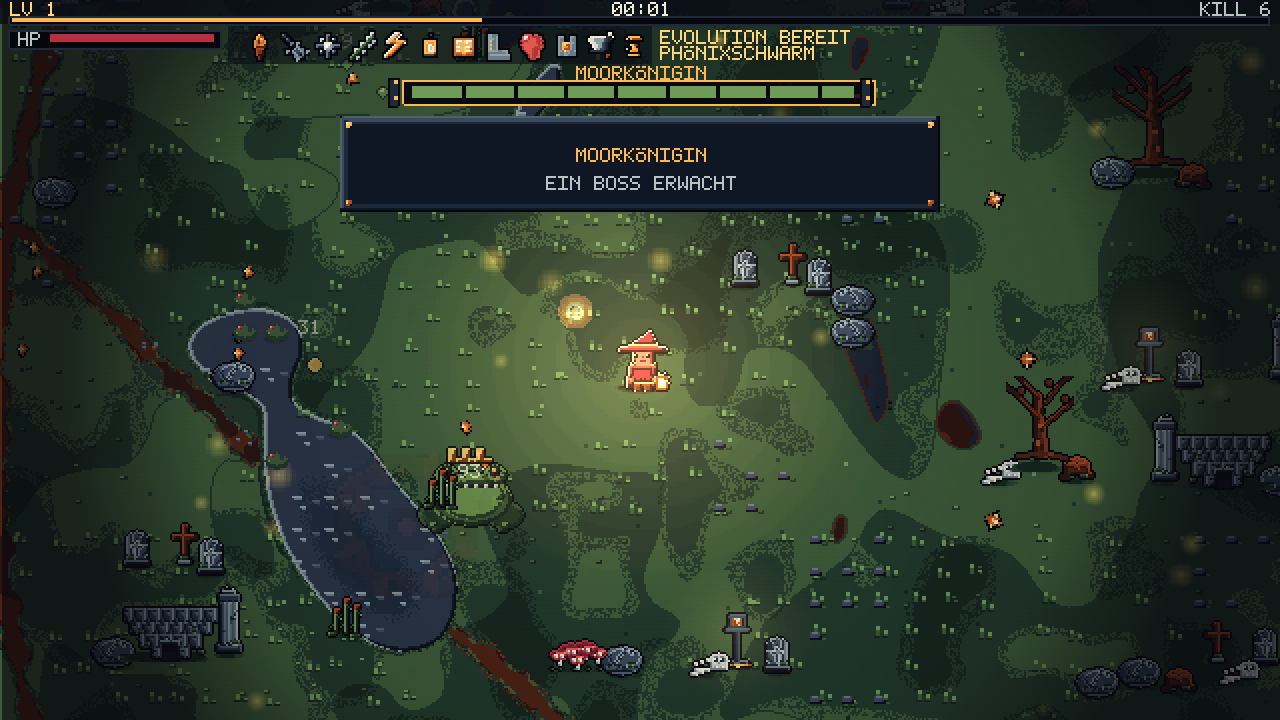 LV 1
00:01
KILL 6
HP
EVOLUTION BEREIT
PHÖNIXSCHWARM
MOORKÖNIGIN
MOORKÖNIGIN
EIN BOSS ERWACHT
31
93